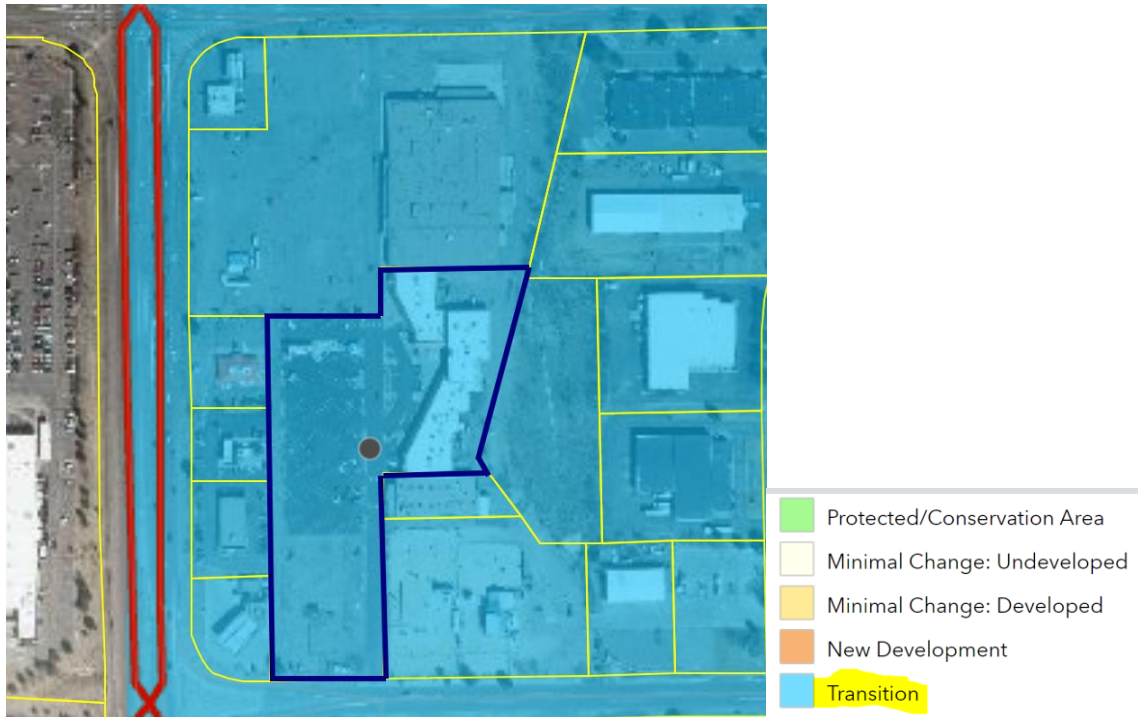 Protected/Conservation Area
Minimal Change: Undeveloped
Minimal Change: Developed
New Development
Transition